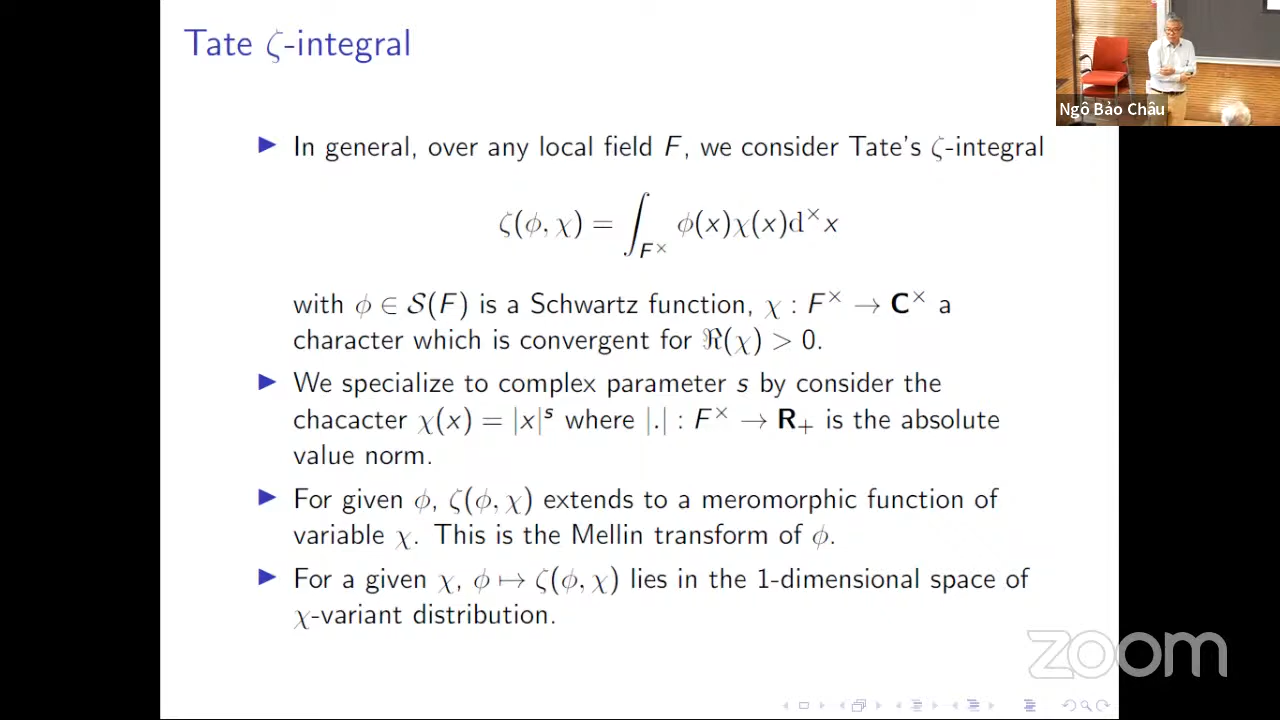 Tate ζ-integral
Ngô Bảo Châu
▶ In general, over any local field F, we consider Tate's ζ-integral
ζ(ϕ, χ) = ∫_{F^×} ϕ(x)χ(x)d^×x
with ϕ ∈ 𝒮(F) is a Schwartz function, χ : F^× → C^× a
character which is convergent for ℜ(χ) > 0.
▶ We specialize to complex parameter s by consider the
chacacter χ(x) = |x|^s where |.| : F^× → R_+ is the absolute
value norm.
▶ For given ϕ, ζ(ϕ, χ) extends to a meromorphic function of
variable χ. This is the Mellin transform of ϕ.
▶ For a given χ, ϕ ↦ ζ(ϕ, χ) lies in the 1-dimensional space of
χ-variant distribution.
zoom